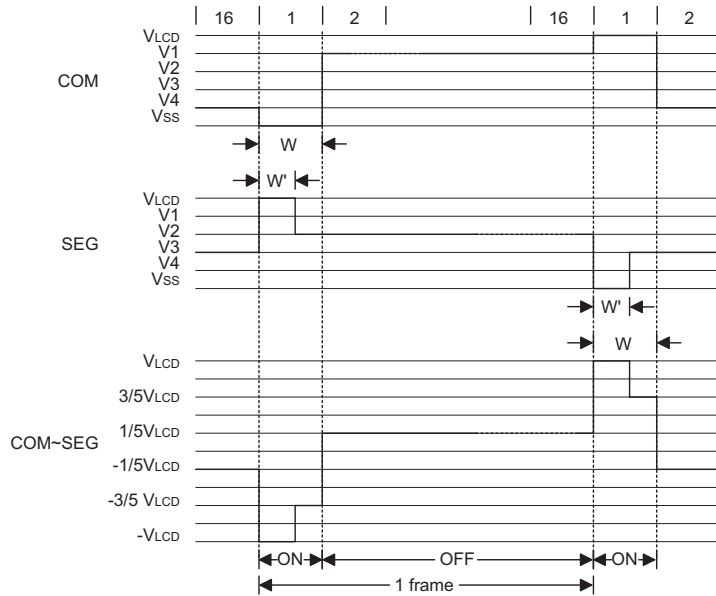 16 1 2 16 1 2
COM
VLCD
V1
V2
V3
V4
VSS
W
W'
SEG
VLCD
V1
V2
V3
V4
VSS
W'
W
COM~SEG
VLCD
3/5VLCD
1/5VLCD
-1/5VLCD
-3/5 VLCD
-VLCD
ON OFF ON
1 frame